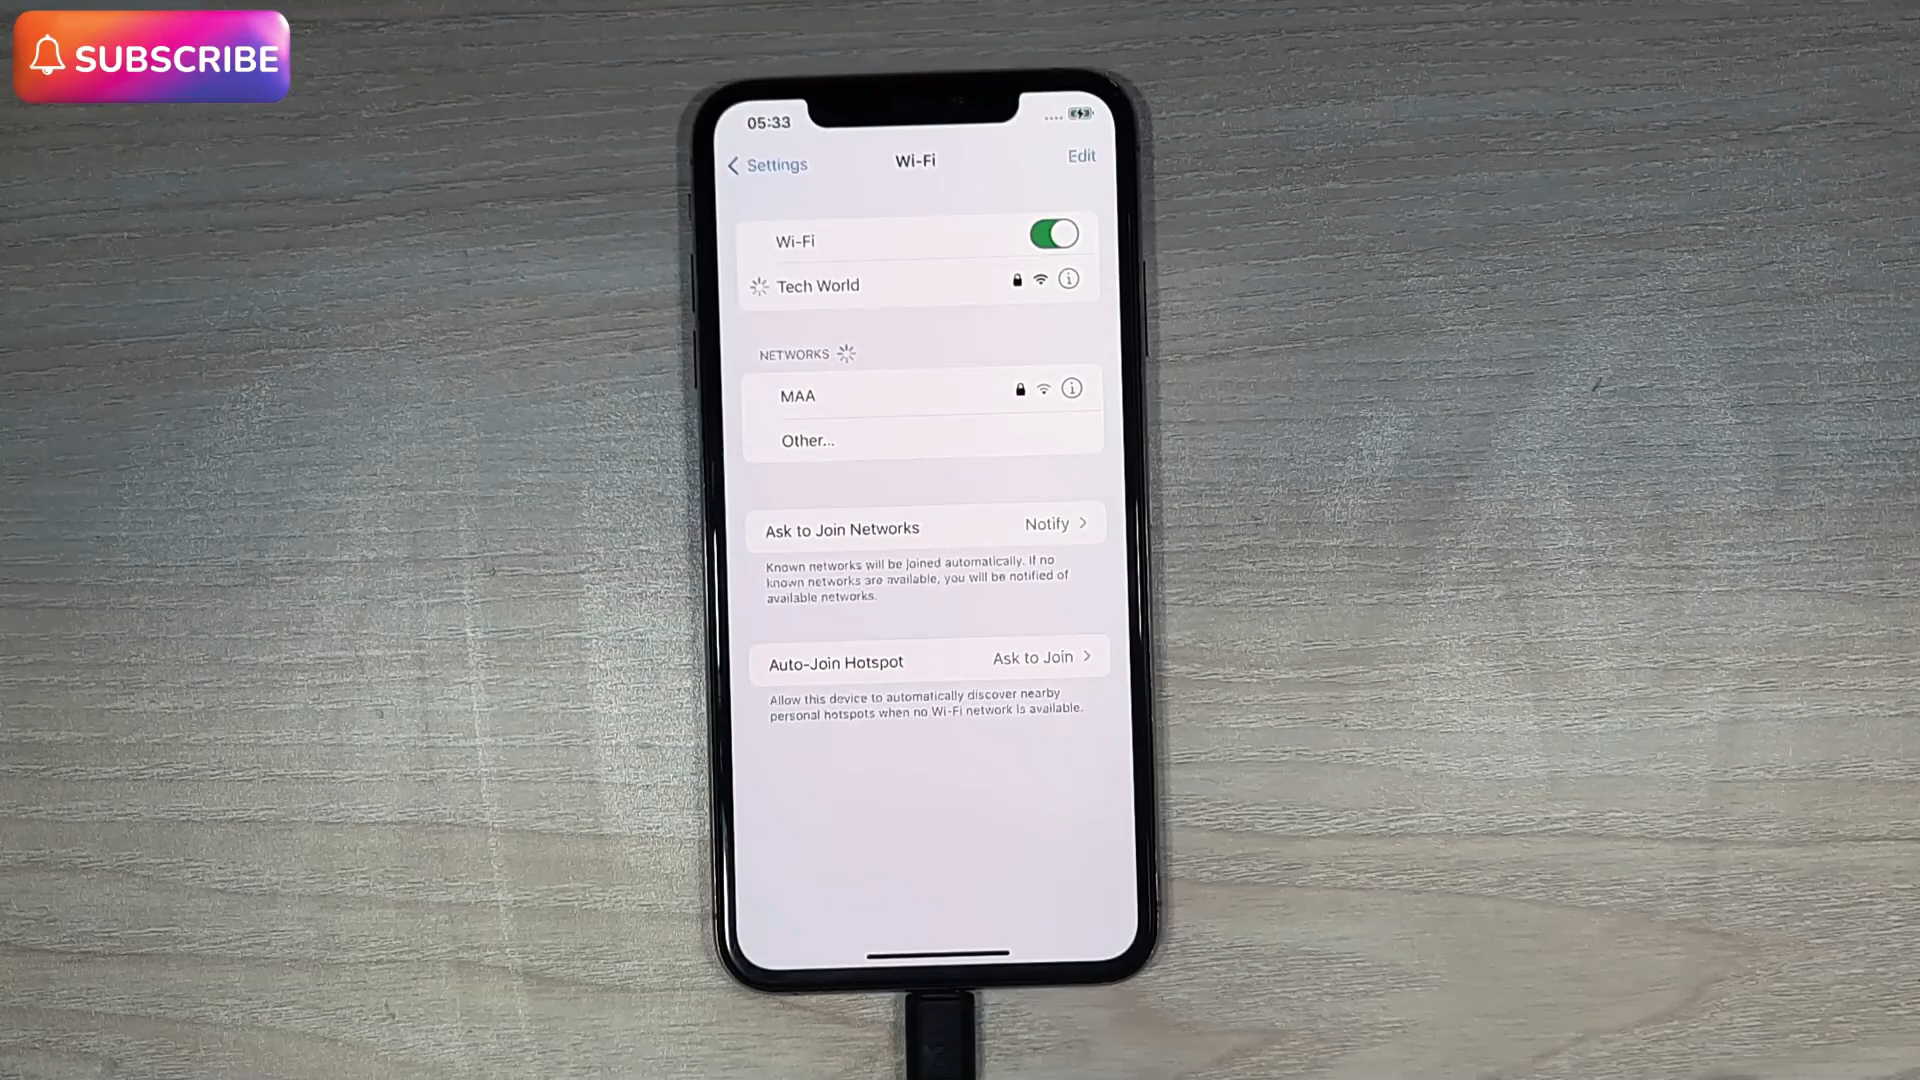 SUBSCRIBE
05:33
Settings
Wi-Fi
Edit
Wi-Fi
Tech World
NETWORKS
MAA
Other...
Ask to Join Networks
Notify
Known networks will be joined automatically. If no
known networks are available, you will be notified of
available networks.
Auto-Join Hotspot
Ask to Join
Allow this device to automatically discover nearby
personal hotspots when no Wi-Fi network is available.